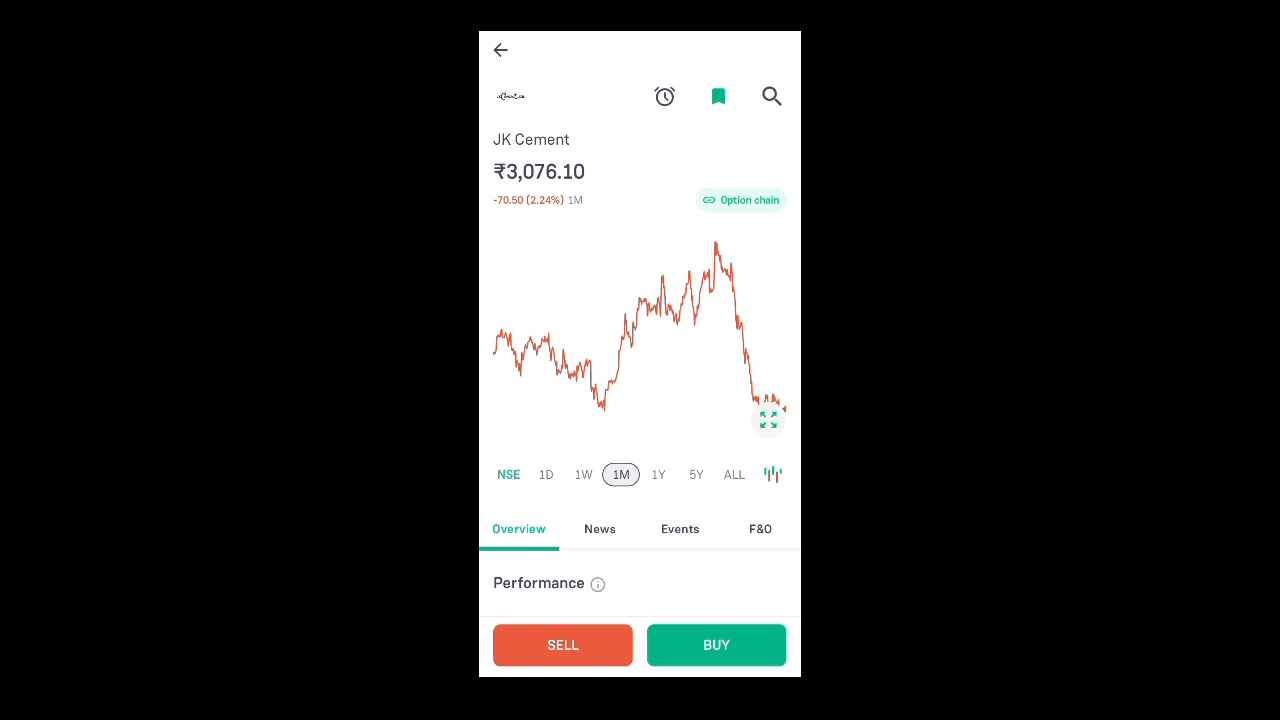 JK Cement
₹3,076.10
-70.50 (2.24%) 1M
Option chain
NSE 1D 1W 1M 1Y 5Y ALL
Overview News Events F&O
Performance
SELL BUY